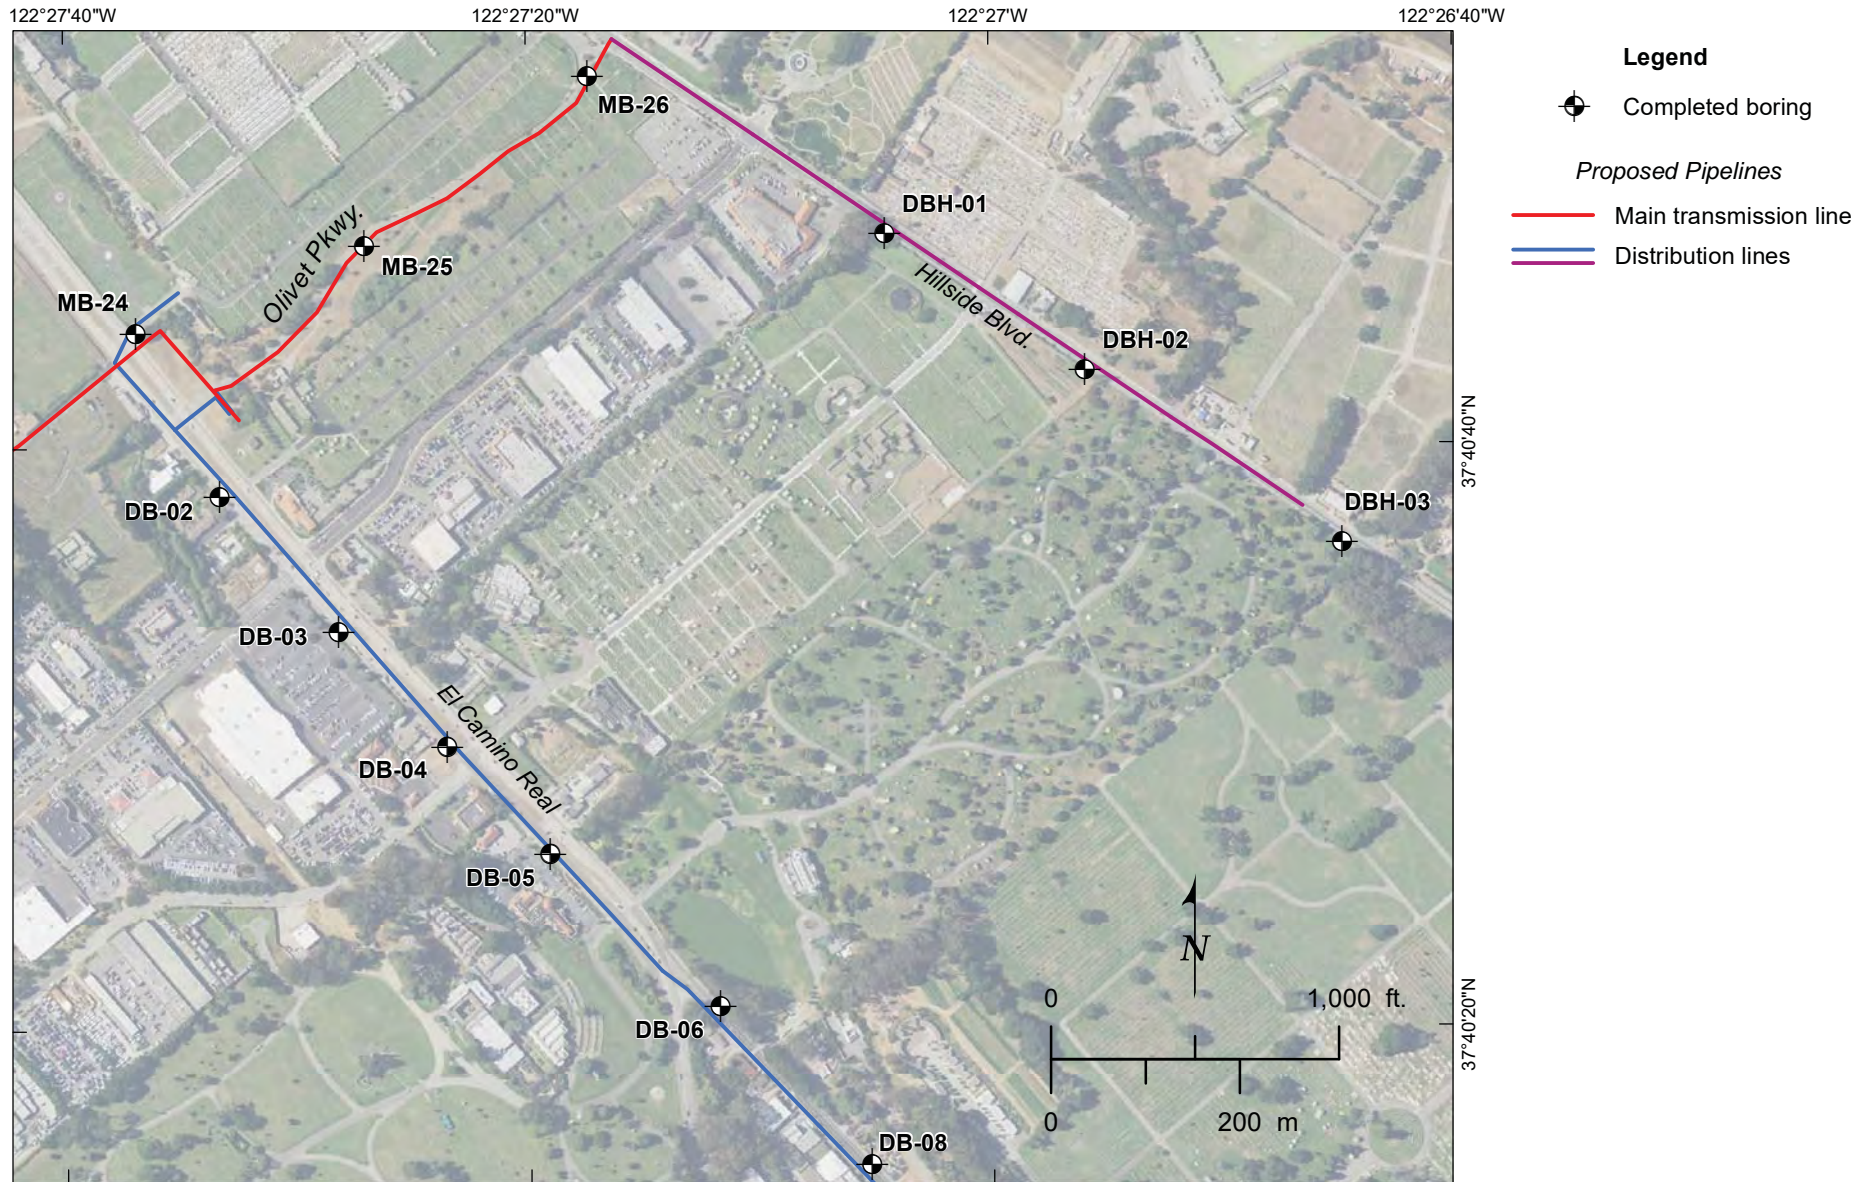 122°27'40"W
122°27'20"W
122°27'W
122°26'40"W
Legend
Completed boring
Proposed Pipelines
Main transmission line
Distribution lines
MB-26
DBH-01
MB-25
Olivet Pkwy.
MB-24
Hillside Blvd.
DBH-02
37°40'40"N
DBH-03
DB-02
DB-03
El Camino Real
DB-04
DB-05
N
0 1,000 ft.
DB-06
37°40'20"N
0 200 m
DB-08